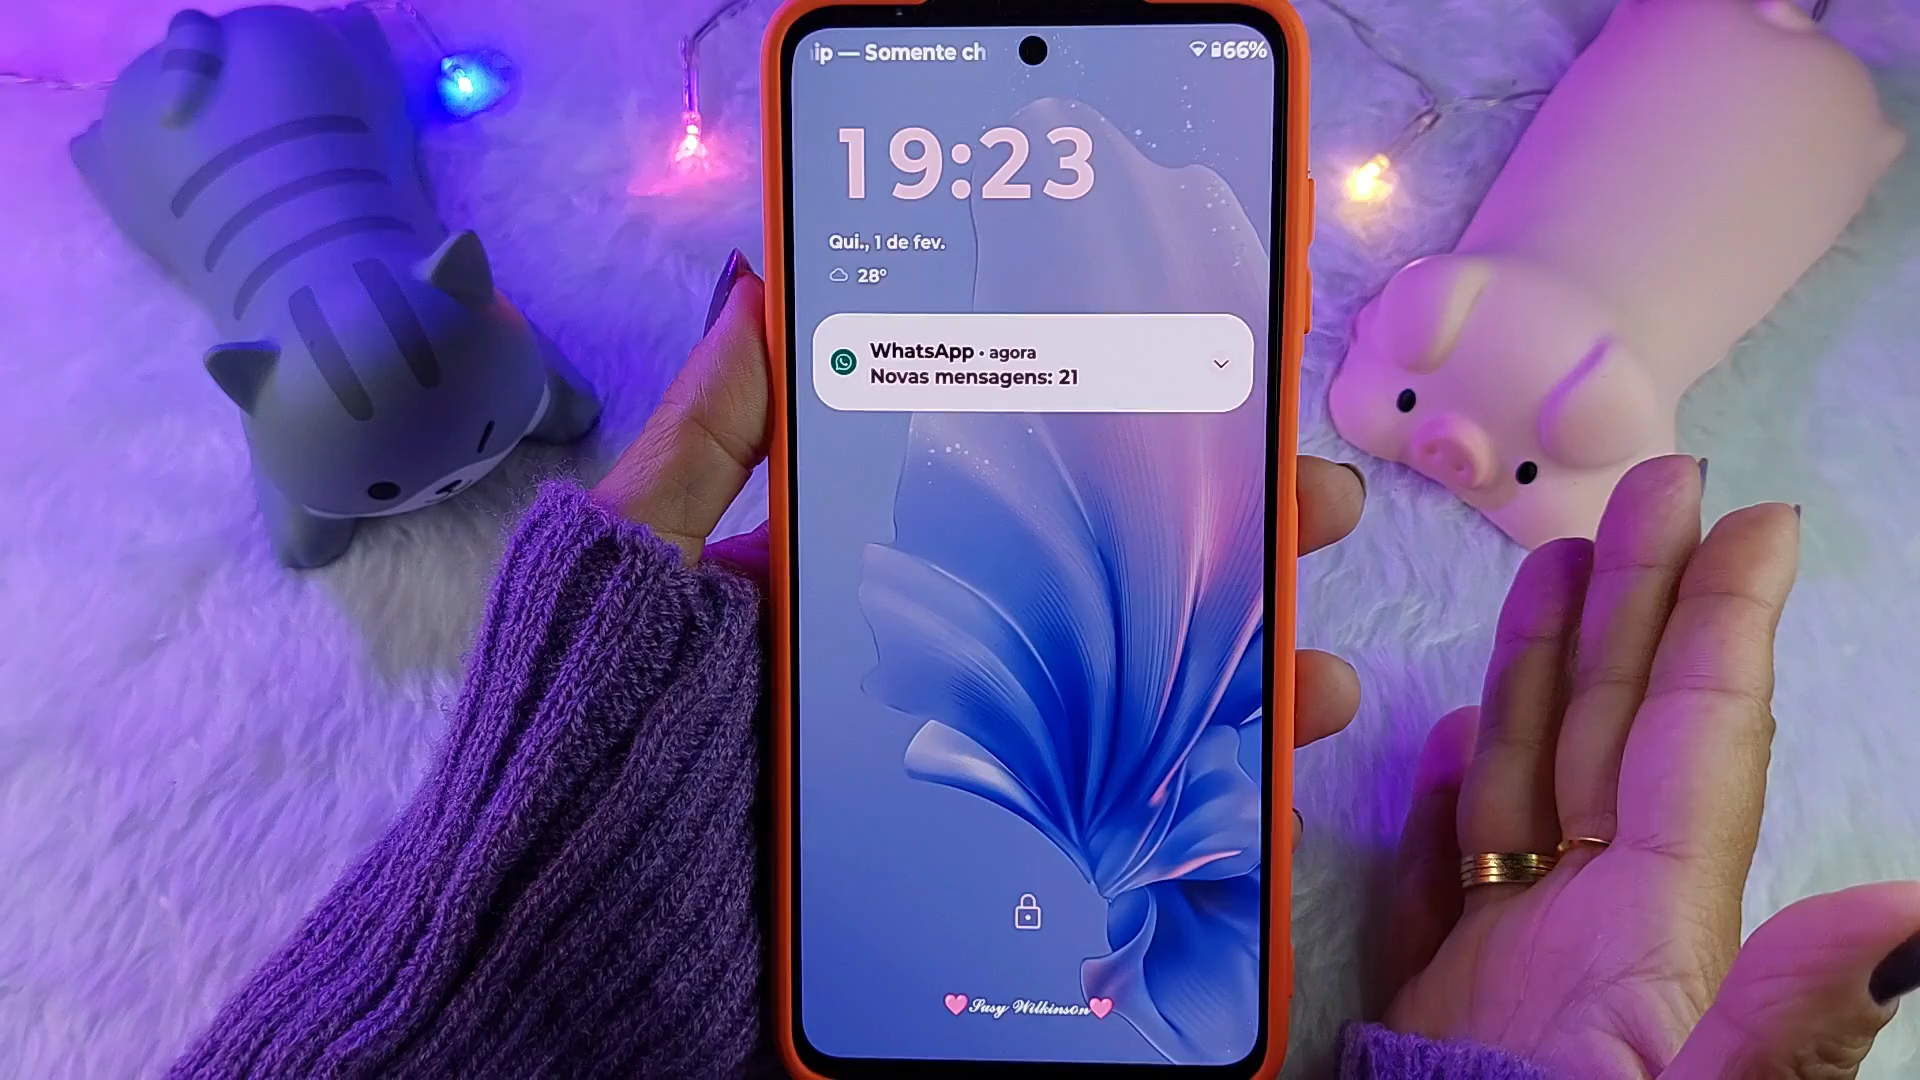 ip — Somente ch
66%
19:23
Qui., 1 de fev.
28°
WhatsApp • agora
Novas mensagens: 21
Susy Wilkinson